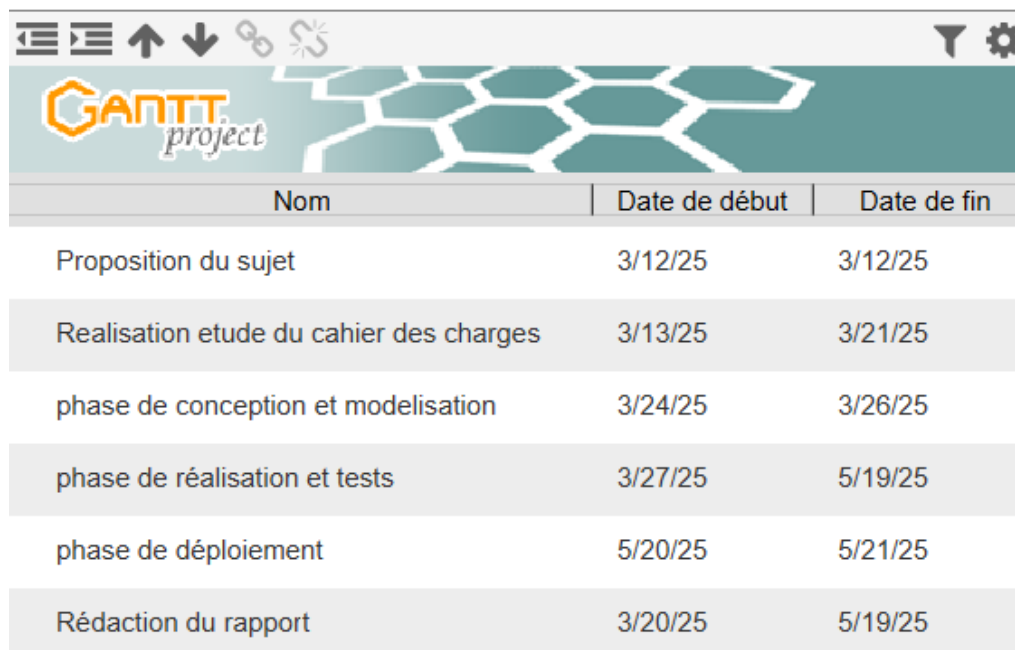 GANTT
project
Nom Date de début Date de fin
Proposition du sujet 3/12/25 3/12/25
Realisation etude du cahier des charges 3/13/25 3/21/25
phase de conception et modelisation 3/24/25 3/26/25
phase de réalisation et tests 3/27/25 5/19/25
phase de déploiement 5/20/25 5/21/25
Rédaction du rapport 3/20/25 5/19/25